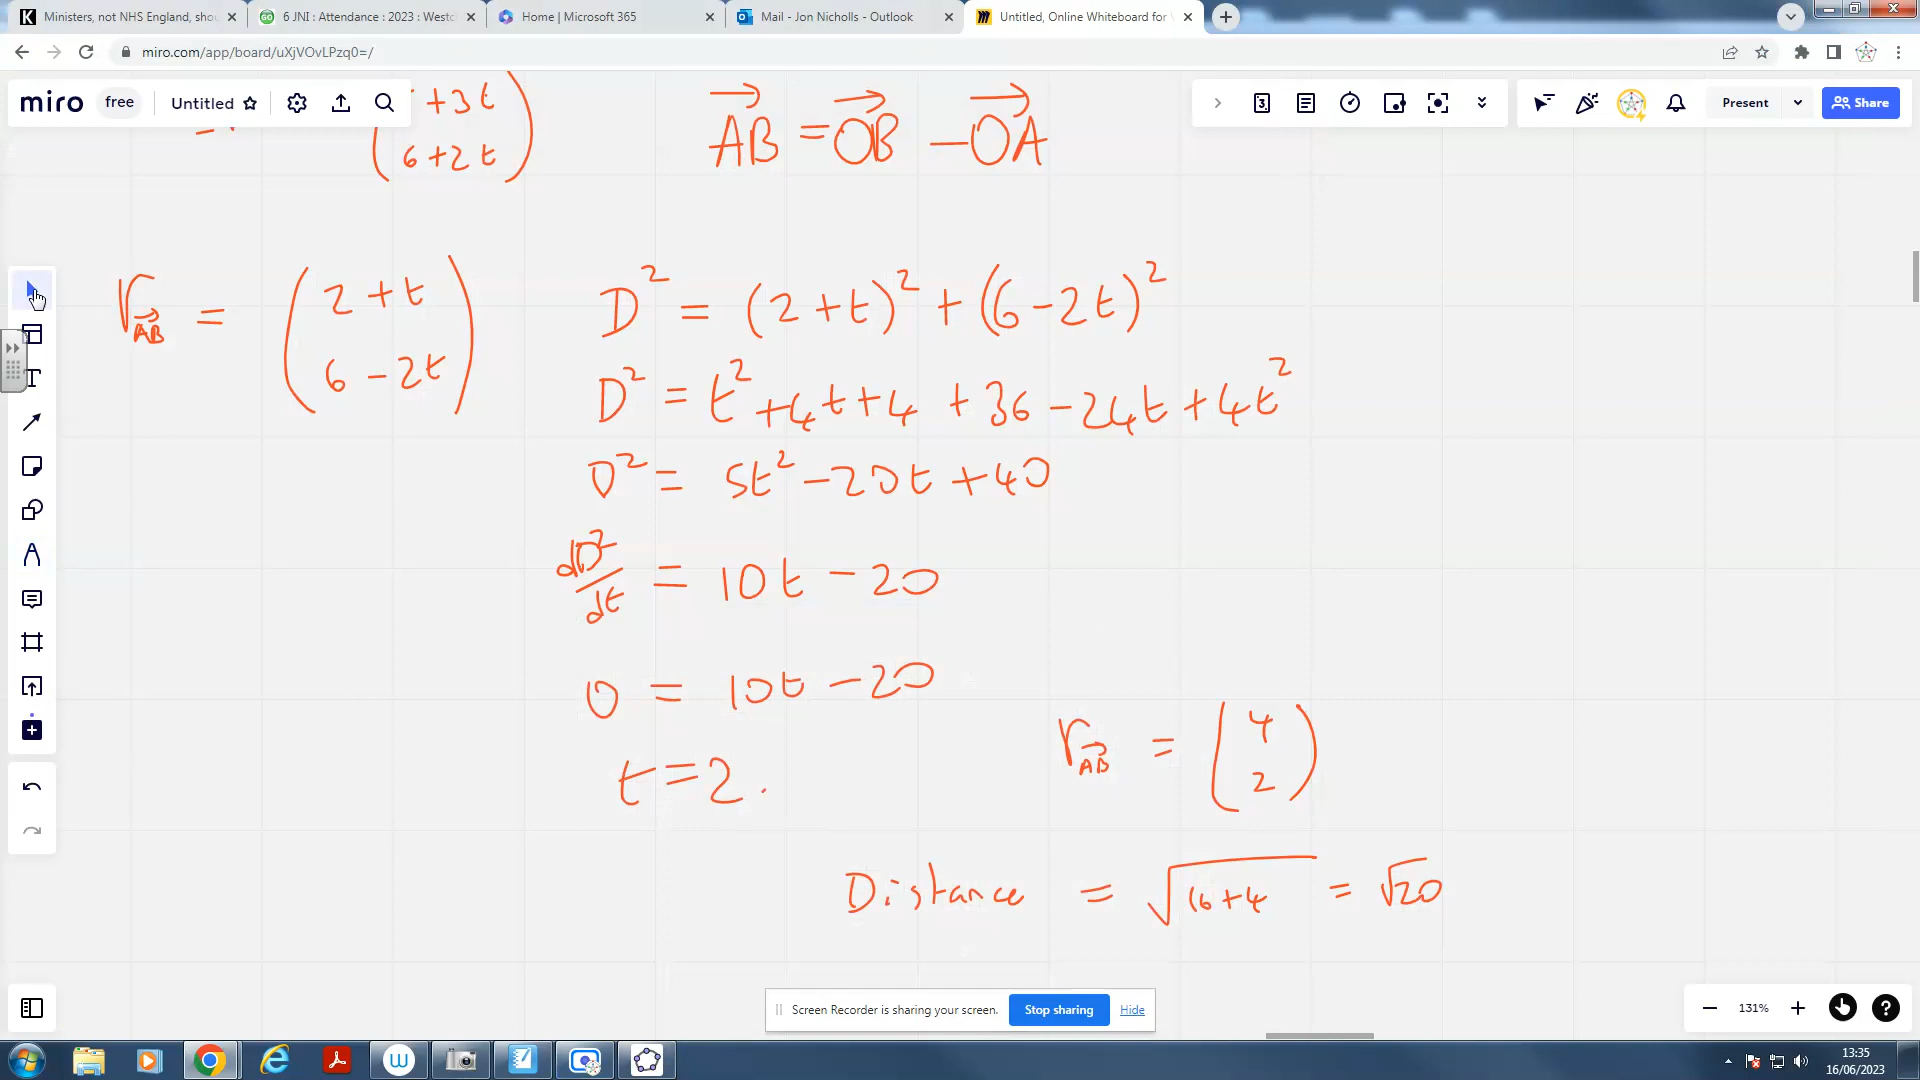 Ministers, not NHS England, shou
6 JNI : Attendance : 2023 : Westc
Home | Microsoft 365
Mail - Jon Nicholls - Outlook
Untitled, Online Whiteboard for
miro.com/app/board/uXjVOvLPzq0=/
miro free Untitled
Present Share
+3t
6+2t
AB = OB - OA
r AB = (2+t
6-2t)
D² = (2+t)² + (6-2t)²
D² = t² +4t+4 +36 -24t +4t²
D² = 5t² -20t +40
dD²/dt = 10t - 20
0 = 10t - 20
t = 2.
r AB = (4
2)
Distance = √16+4 = √20
Screen Recorder is sharing your screen. Stop sharing Hide
131%
13:35
16/06/2023